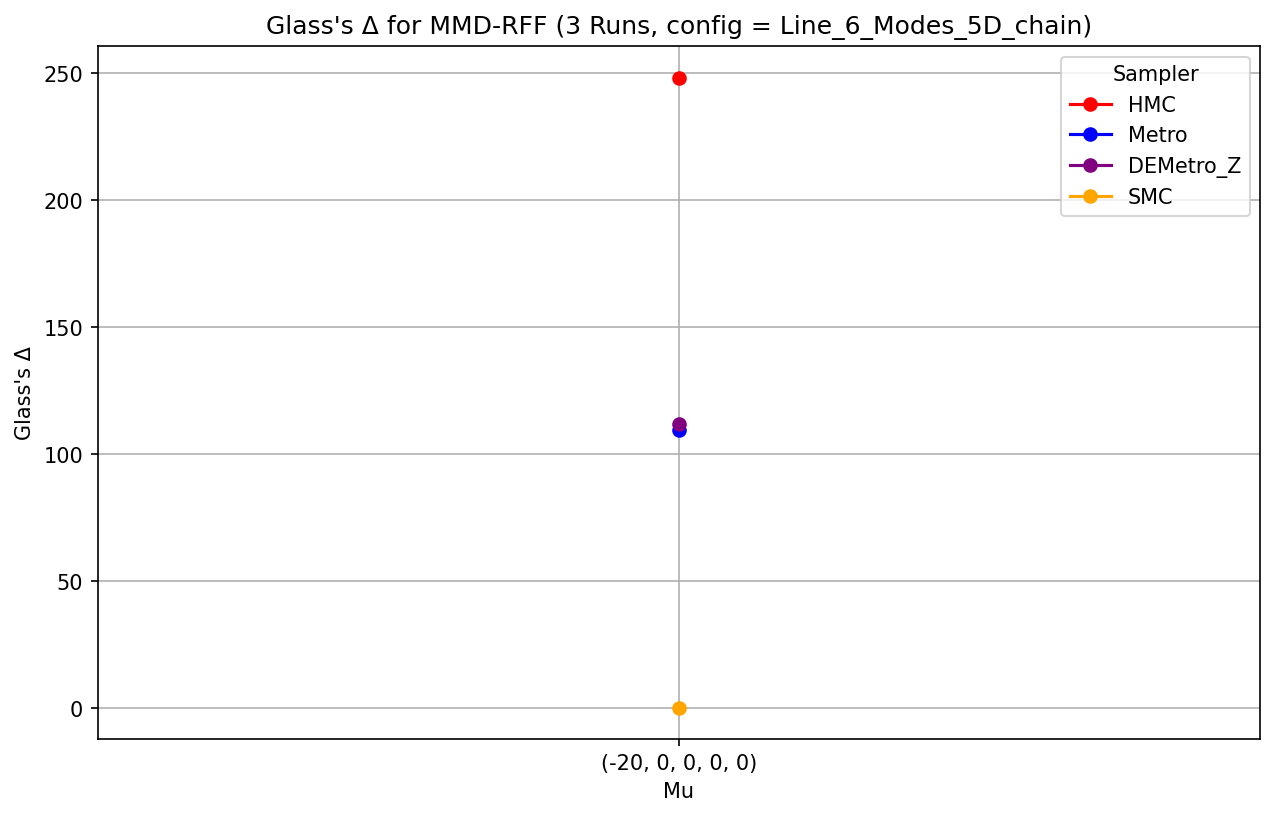 Glass's Δ for MMD-RFF (3 Runs, config = Line_6_Modes_5D_chain)
Sampler
HMC
Metro
DEMetro_Z
SMC
250
200
150
100
50
0
Glass's Δ
(-20, 0, 0, 0, 0)
Mu